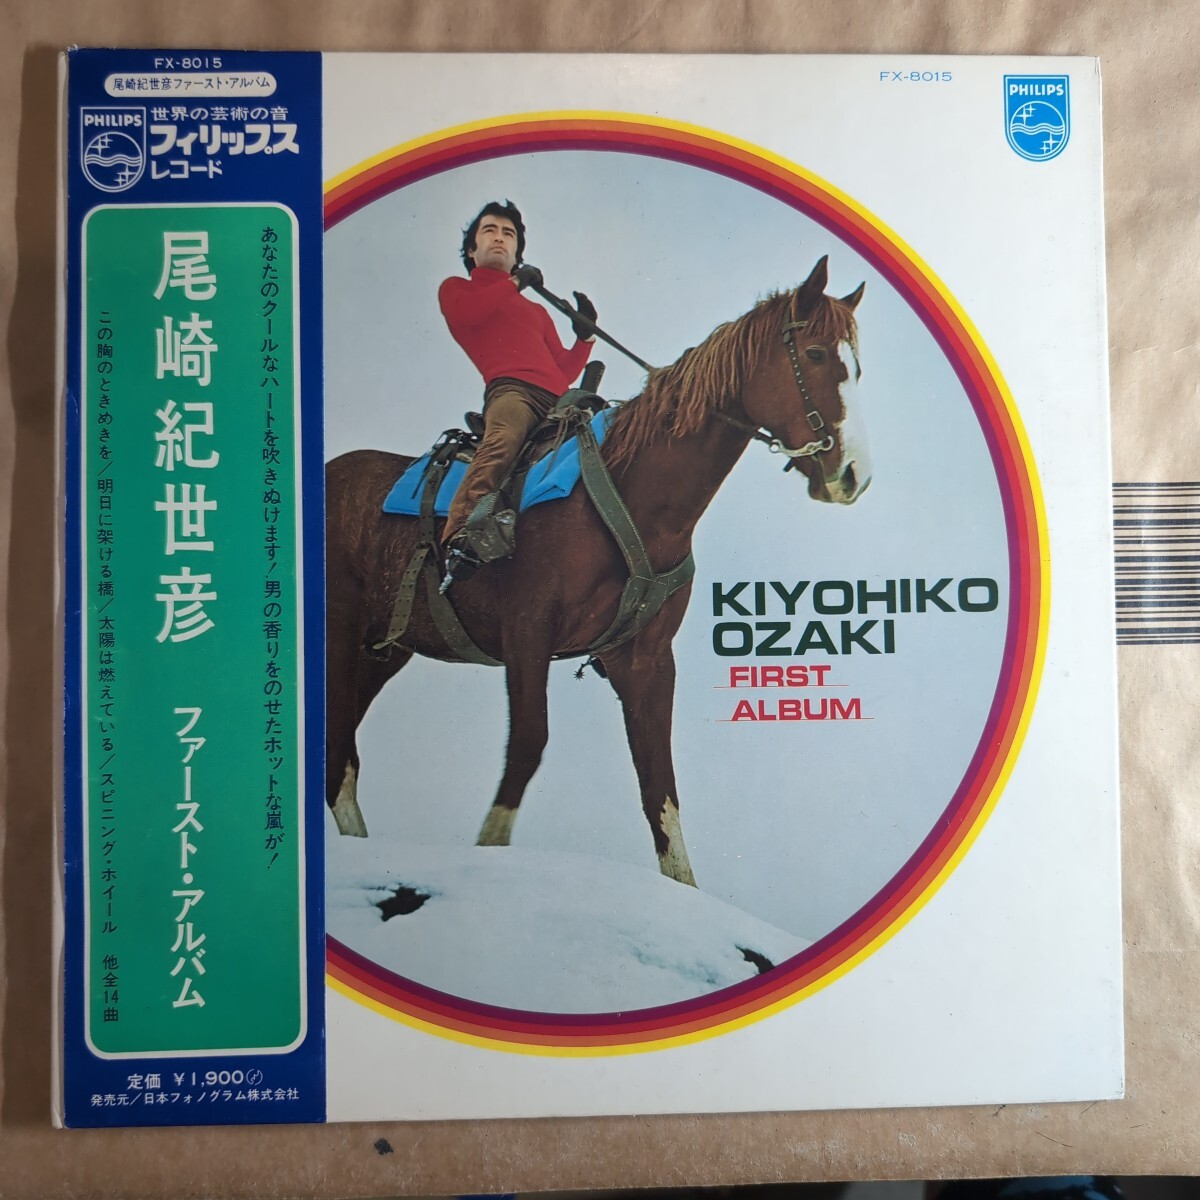 FX-8015
尾崎紀世彦ファースト・アルバム
PHILIPS
世界の芸術の音
フィリップス
レコード
あなたのクールなハートを吹きぬけます！男の香りをのせたホットな嵐が！
尾崎紀世彦 ファースト・アルバム
この胸のときめきを／明日に架ける橋／太陽は燃えている／スピニング・ホイール 他全14曲
定価 ￥1,900
発売元／日本フォノグラム株式会社
FX-8015
PHILIPS
KIYOHIKO
OZAKI
FIRST
ALBUM